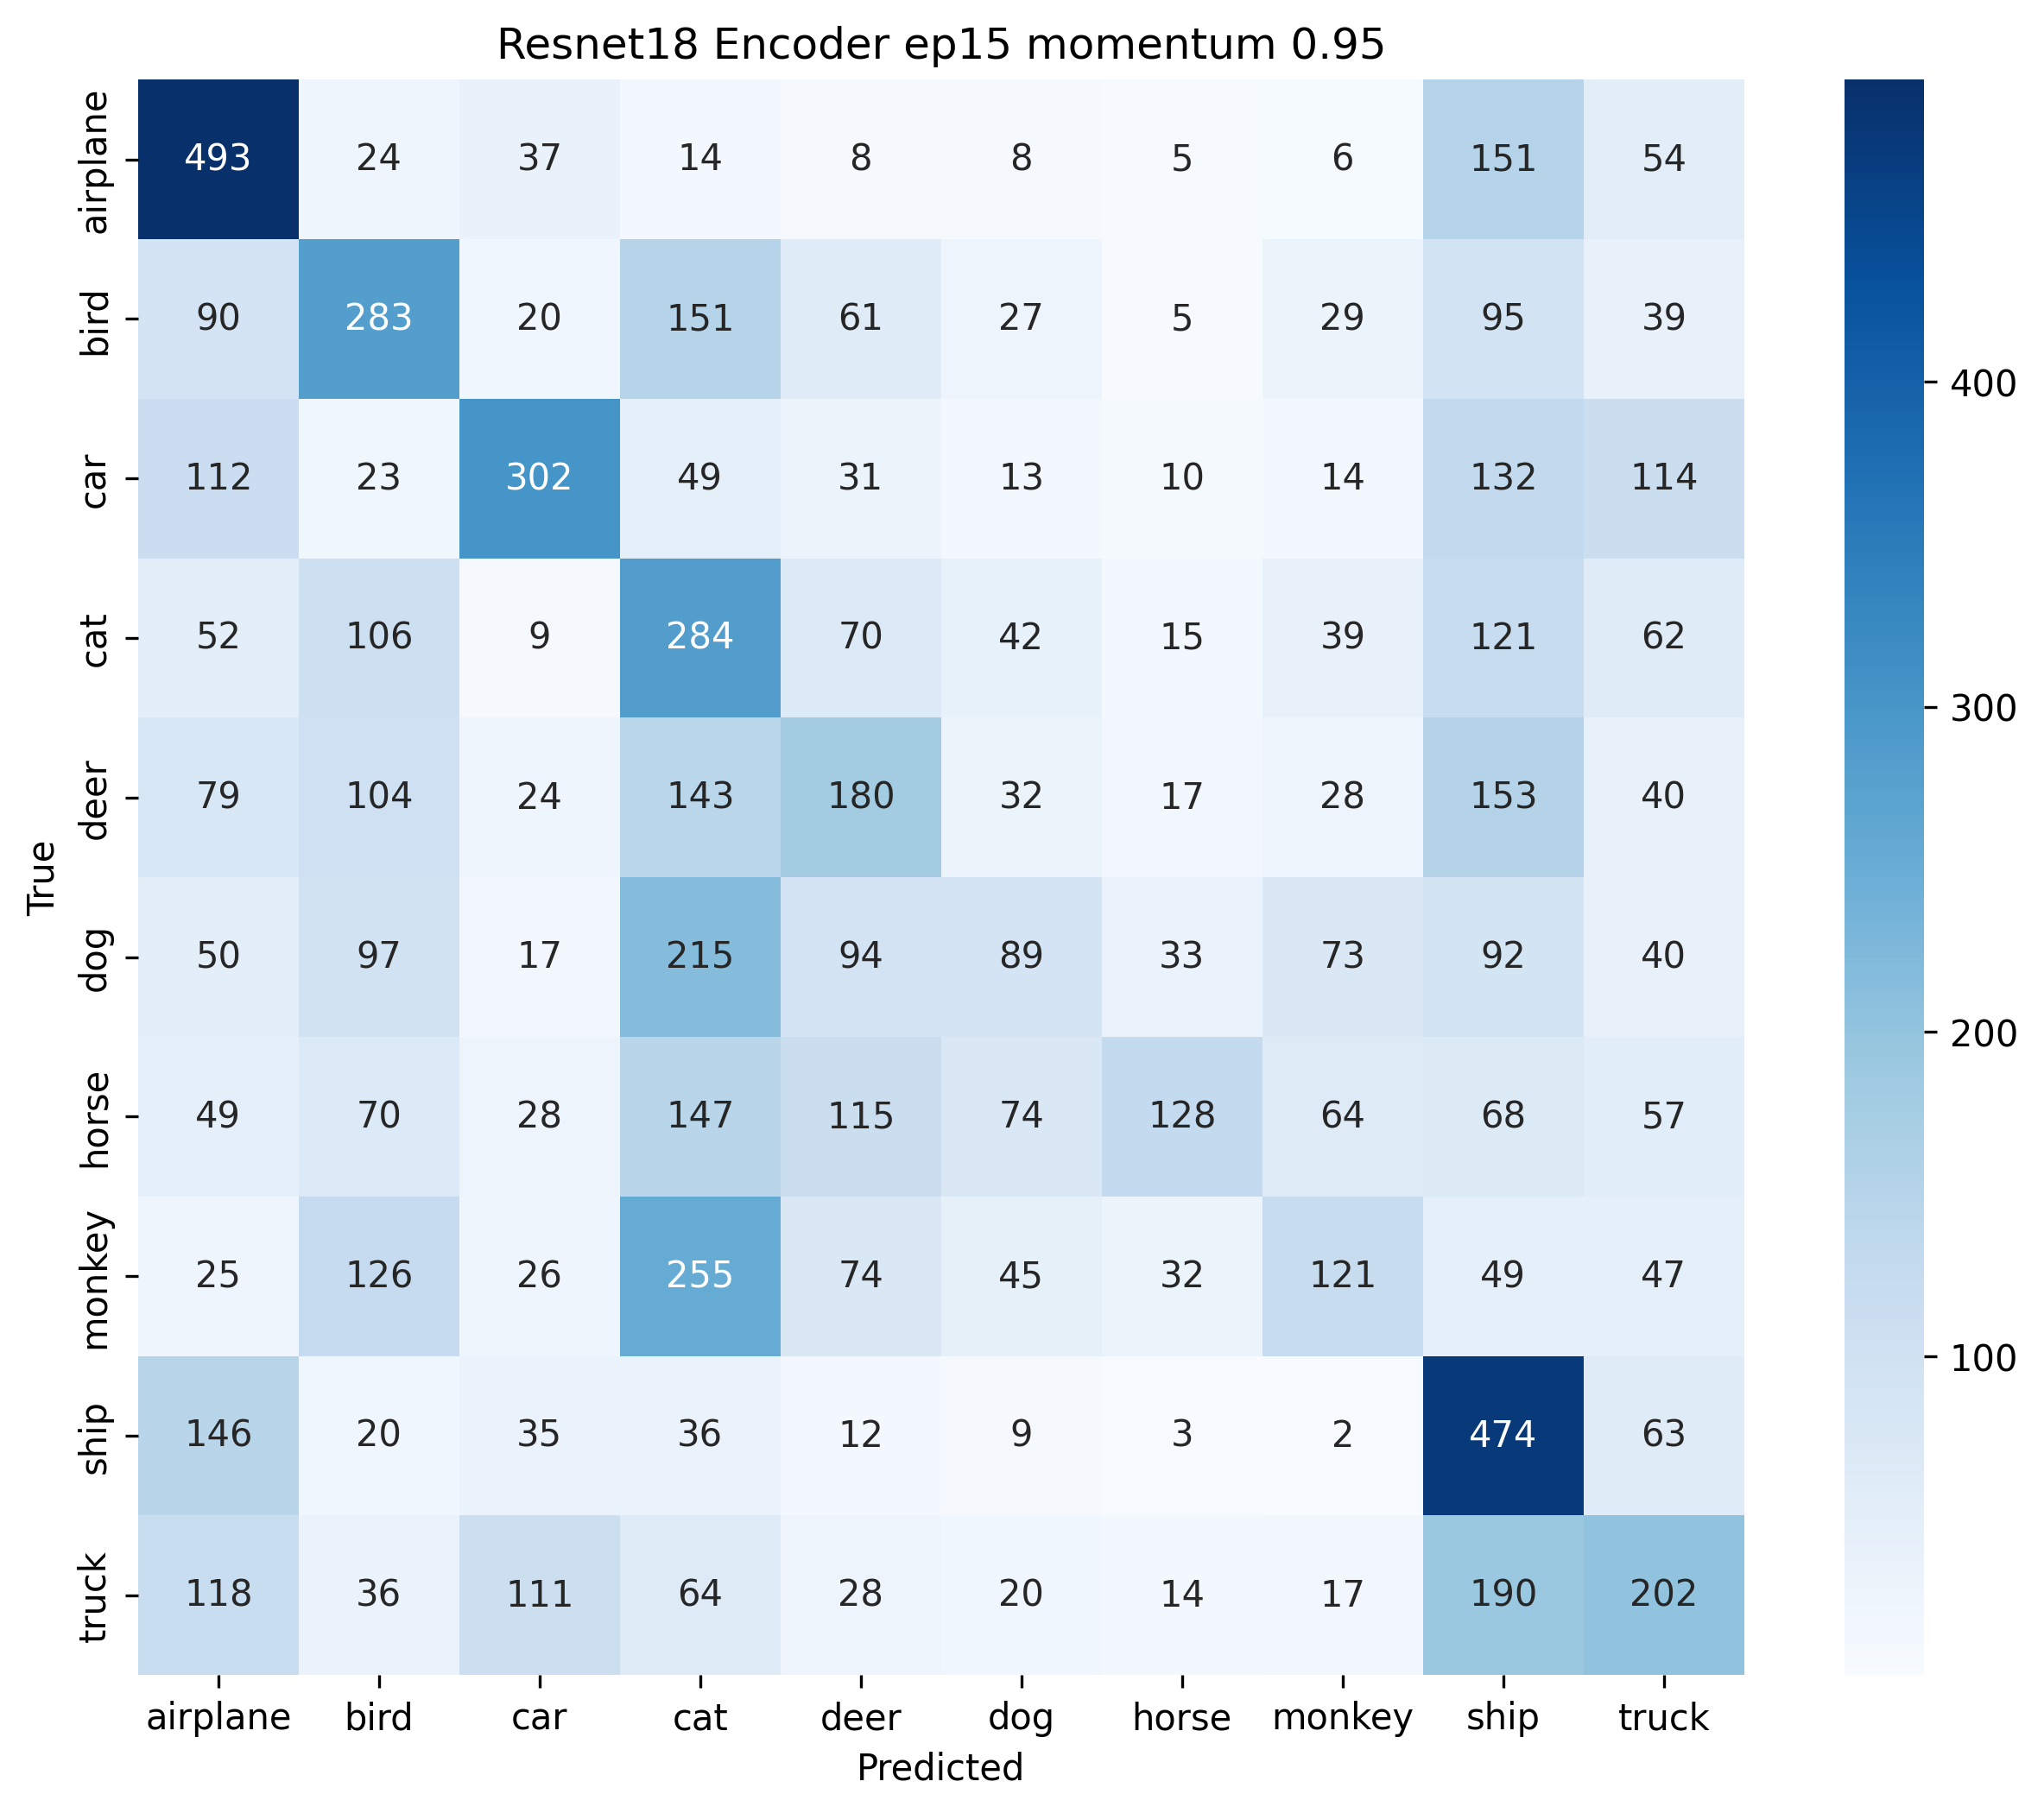 Resnet18 Encoder ep15 momentum 0.95
airplane 493 24 37 14 8 8 5 6 151 54
bird 90 283 20 151 61 27 5 29 95 39
car 112 23 302 49 31 13 10 14 132 114
cat 52 106 9 284 70 42 15 39 121 62
deer 79 104 24 143 180 32 17 28 153 40
dog 50 97 17 215 94 89 33 73 92 40
horse 49 70 28 147 115 74 128 64 68 57
monkey 25 126 26 255 74 45 32 121 49 47
ship 146 20 35 36 12 9 3 2 474 63
truck 118 36 111 64 28 20 14 17 190 202
airplane bird car cat deer dog horse monkey ship truck
Predicted
True
400
300
200
100